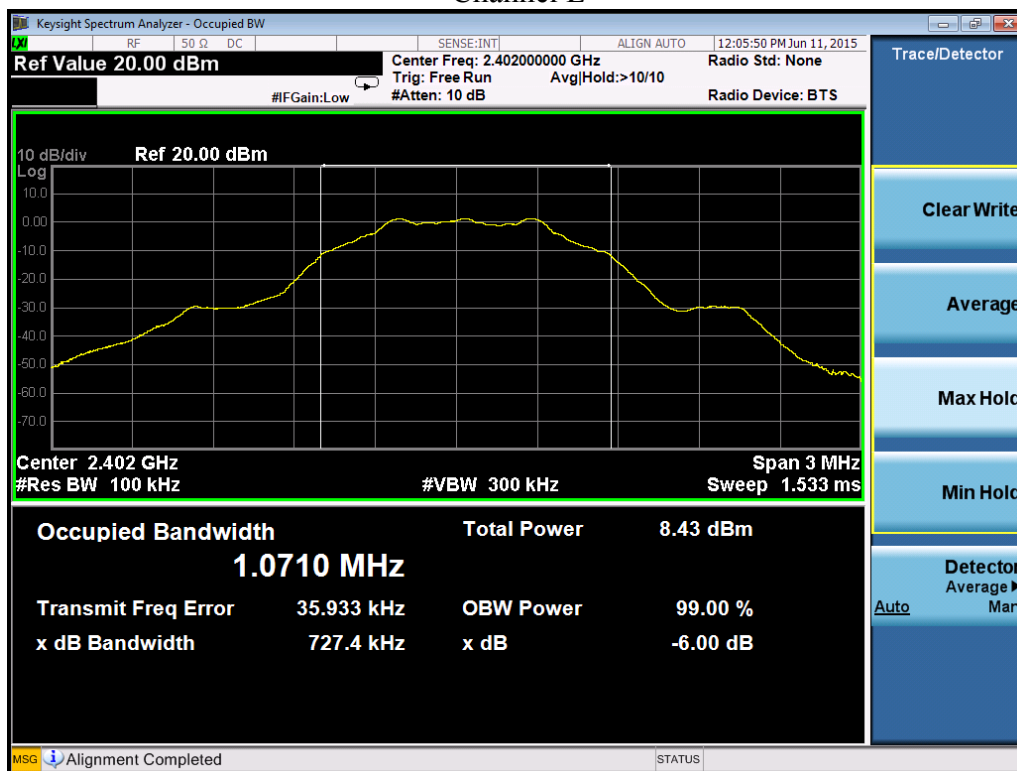 Channel L
Keysight Spectrum Analyzer - Occupied BW
LXI RF 50 Ω DC SENSE:INT ALIGN AUTO 12:05:50 PM Jun 11, 2015
Ref Value 20.00 dBm Center Freq: 2.402000000 GHz Radio Std: None
Trig: Free Run Avg|Hold:>10/10
#IFGain:Low #Atten: 10 dB Radio Device: BTS
10 dB/div Ref 20.00 dBm
Log
10.0
0.00
-10.0
-20.0
-30.0
-40.0
-50.0
-60.0
-70.0
Center 2.402 GHz Span 3 MHz
#Res BW 100 kHz #VBW 300 kHz Sweep 1.533 ms
Occupied Bandwidth Total Power 8.43 dBm
1.0710 MHz
Transmit Freq Error 35.933 kHz OBW Power 99.00 %
x dB Bandwidth 727.4 kHz x dB -6.00 dB
MSG Alignment Completed STATUS
Trace/Detector
Clear Write
Average
Max Hold
Min Hold
Detector
Average
Auto Man